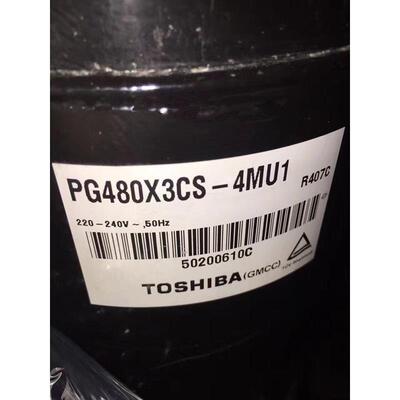 PG480X3CS-4MU1 R407C
220-240V~,50Hz
50200610C
TOSHIBA(GMCC)